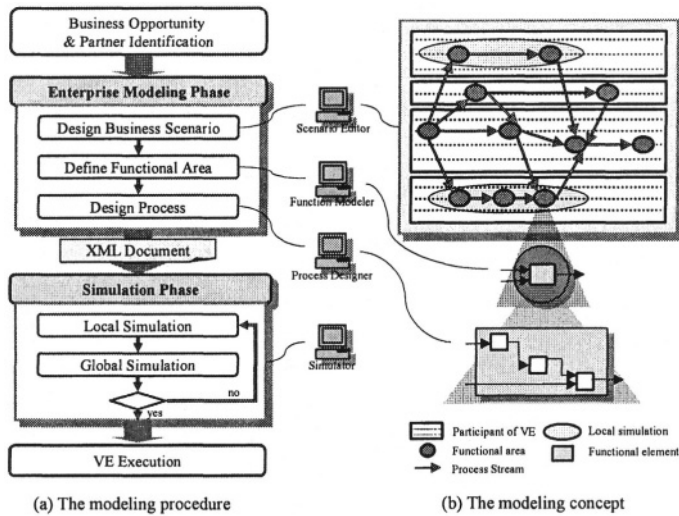 Business Opportunity
& Partner Identification
Enterprise Modeling Phase
Design Business Scenario
Define Functional Area
Design Process
XML Document
Simulation Phase
Local Simulation
Global Simulation
no
yes
VE Execution
(a) The modeling procedure
Scenario Editor
Function Modeler
Process Designer
Simulator
Participant of VE
Local simulation
Functional area
Functional element
Process Stream
(b) The modeling concept